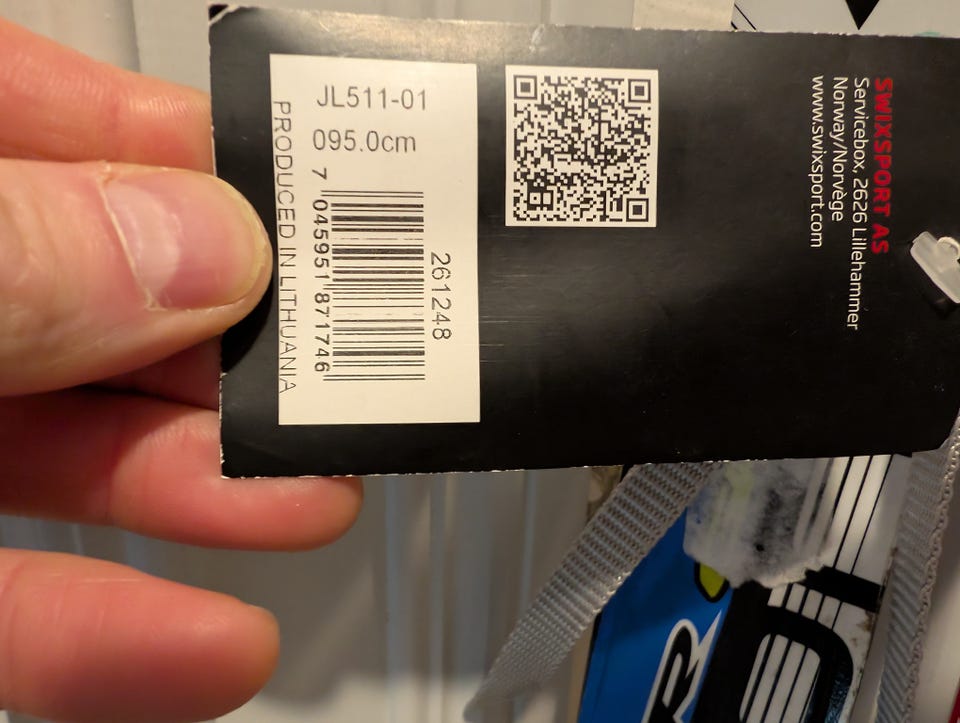 JL511-01
095.0cm
7 045951 871746
261248
PRODUCED IN LITHUANIA
SWIXSPORT AS
Servicebox, 2626 Lillehammer
Norway/Norvège
www.swixsport.com
R